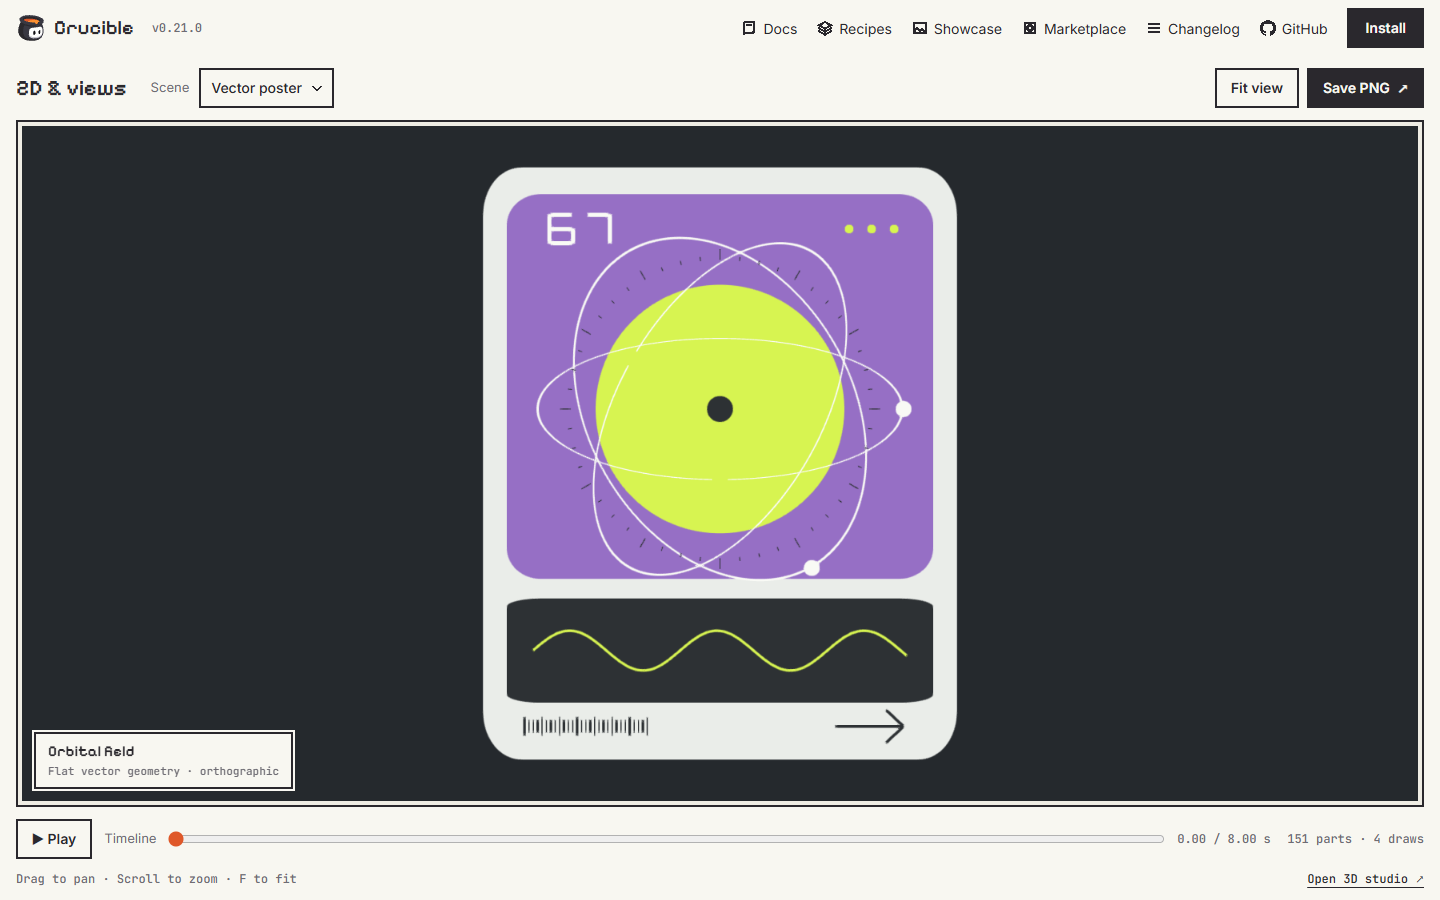 Crucible v0.21.0 Docs Recipes Showcase Marketplace Changelog GitHub Install
2D & views Scene Vector poster Fit view Save PNG ↗
67
Orbital field
Flat vector geometry · orthographic
▶ Play Timeline 0.00 / 8.00 s 151 parts · 4 draws
Drag to pan · Scroll to zoom · F to fit Open 3D studio ↗